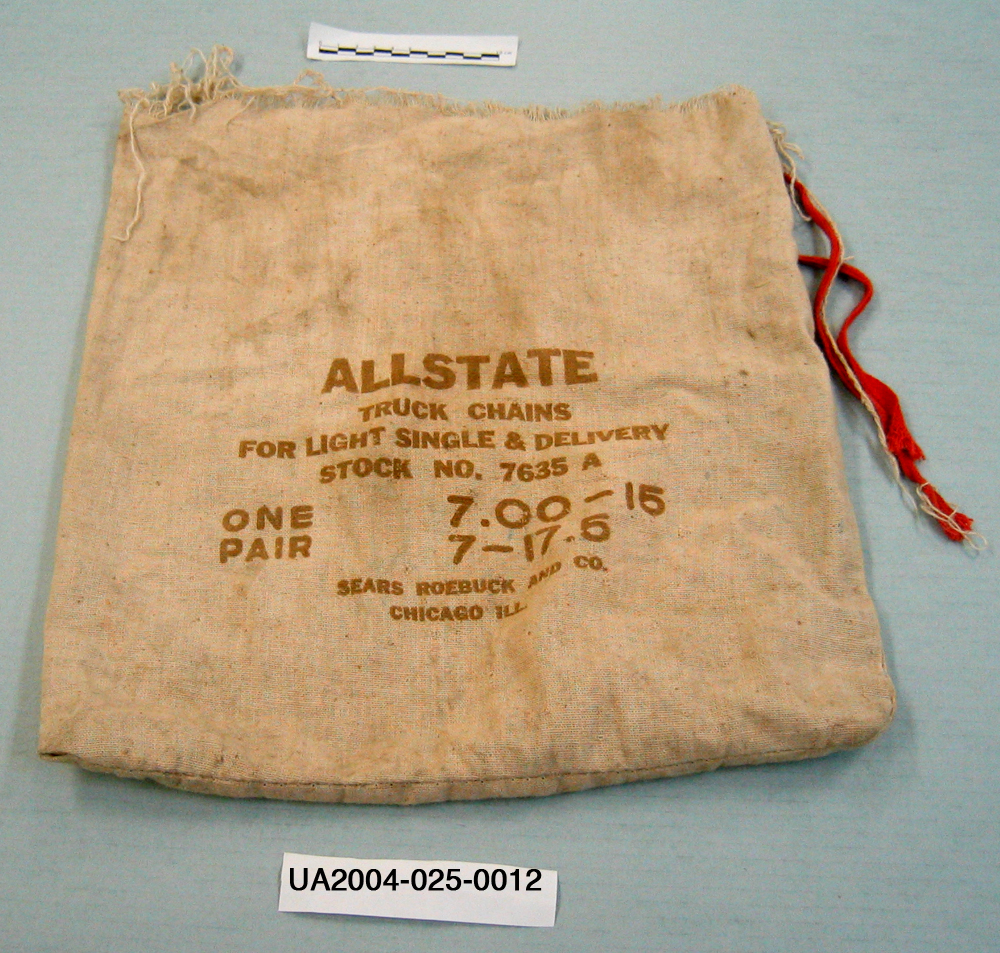 ALLSTATE
TRUCK CHAINS
FOR LIGHT SINGLE & DELIVERY
STOCK NO. 7635 A
ONE 7.00-15
PAIR 7-17.5
SEARS ROEBUCK AND CO.
CHICAGO ILL.
UA2004-025-0012